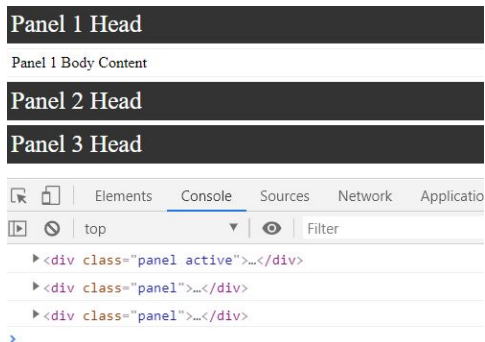 Panel 1 Head
Panel 1 Body Content
Panel 2 Head
Panel 3 Head
Elements Console Sources Network Applicatio
top Filter
<div class="panel active">…</div>
<div class="panel">…</div>
<div class="panel">…</div>